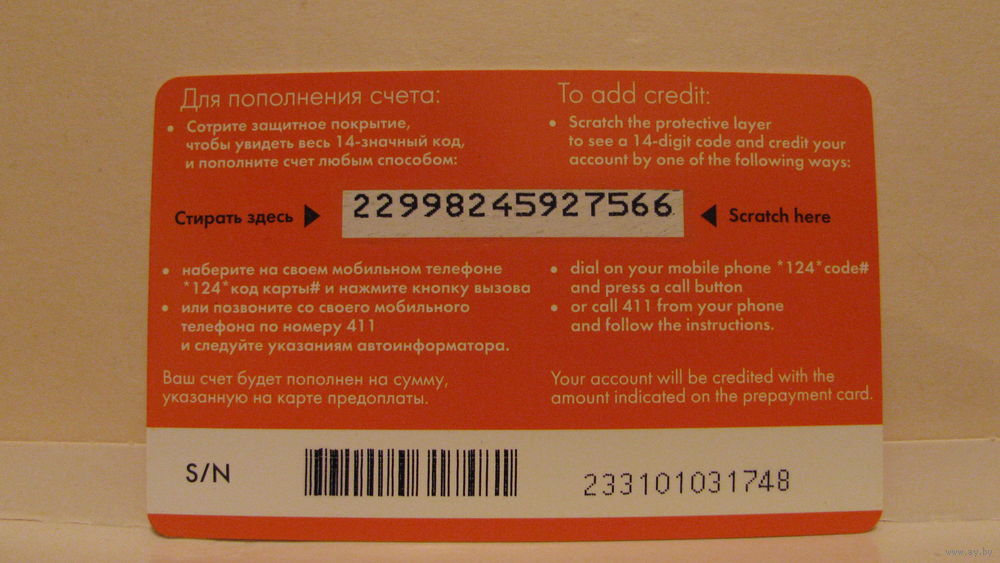 Для пополнения счета:
• Сотрите защитное покрытие,
чтобы увидеть весь 14-значный код,
и пополните счет любым способом:
To add credit:
• Scratch the protective layer
to see a 14-digit code and credit your
account by one of the following ways:
Стирать здесь
22998245927566
Scratch here
• наберите на своем мобильном телефоне
*124*код карты# и нажмите кнопку вызова
• или позвоните со своего мобильного
телефона по номеру 411
и следуйте указаниям автоинформатора.
• dial on your mobile phone *124*code#
and press a call button
• or call 411 from your phone
and follow the instructions.
Ваш счет будет пополнен на сумму,
указанную на карте предоплаты.
Your account will be credited with the
amount indicated on the prepayment card.
S/N
233101031748
www.ay.by